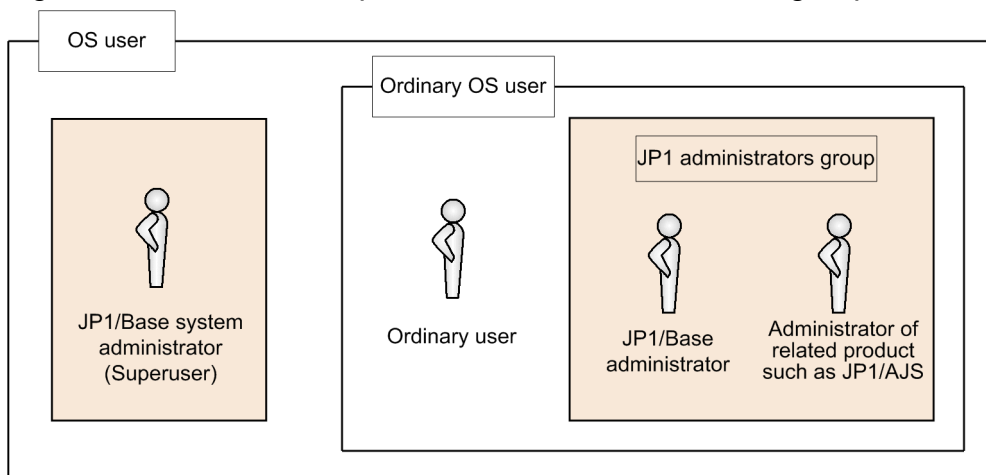 OS user
Ordinary OS user
JP1 administrators group
JP1/Base system
administrator
(Superuser)
Ordinary user
JP1/Base
administrator
Administrator of
related product
such as JP1/AJS